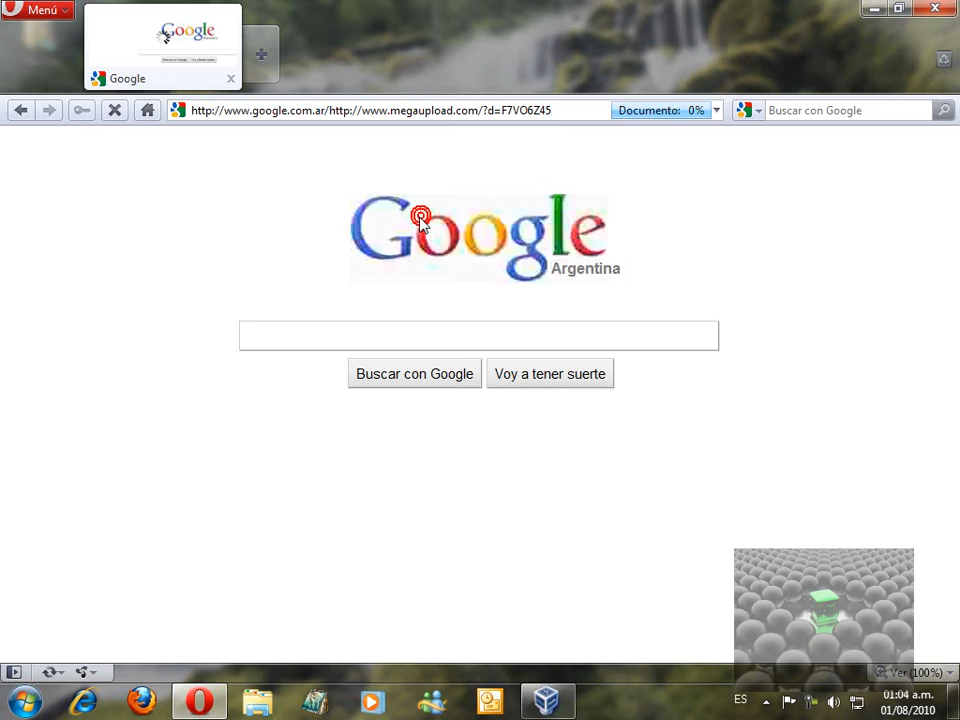 Menú
Google
http://www.google.com.ar/http://www.megaupload.com/?d=F7VO6Z45
Documento: 0%
Buscar con Google
Google
Argentina
Buscar con Google
Voy a tener suerte
Ver (100%)
ES
01:04 a.m.
01/08/2010